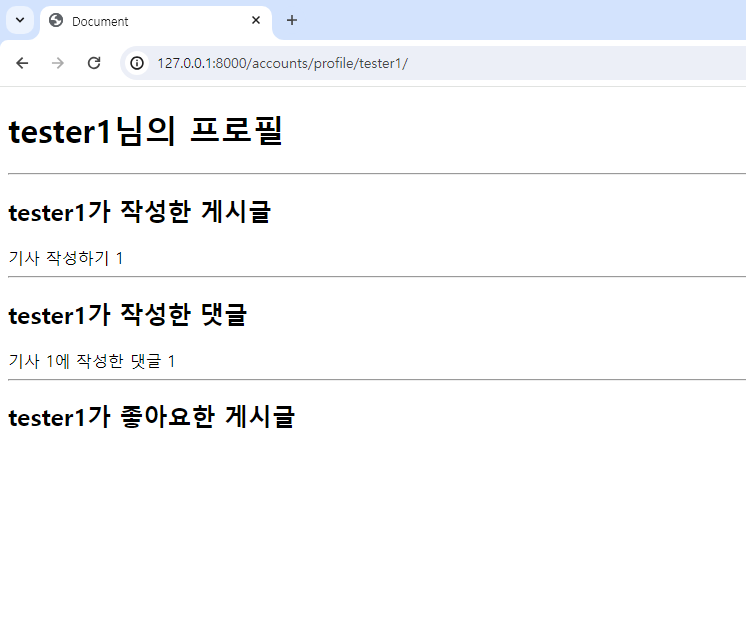 Document
127.0.0.1:8000/accounts/profile/tester1/
tester1님의 프로필
tester1가 작성한 게시글
기사 작성하기 1
tester1가 작성한 댓글
기사 1에 작성한 댓글 1
tester1가 좋아요한 게시글